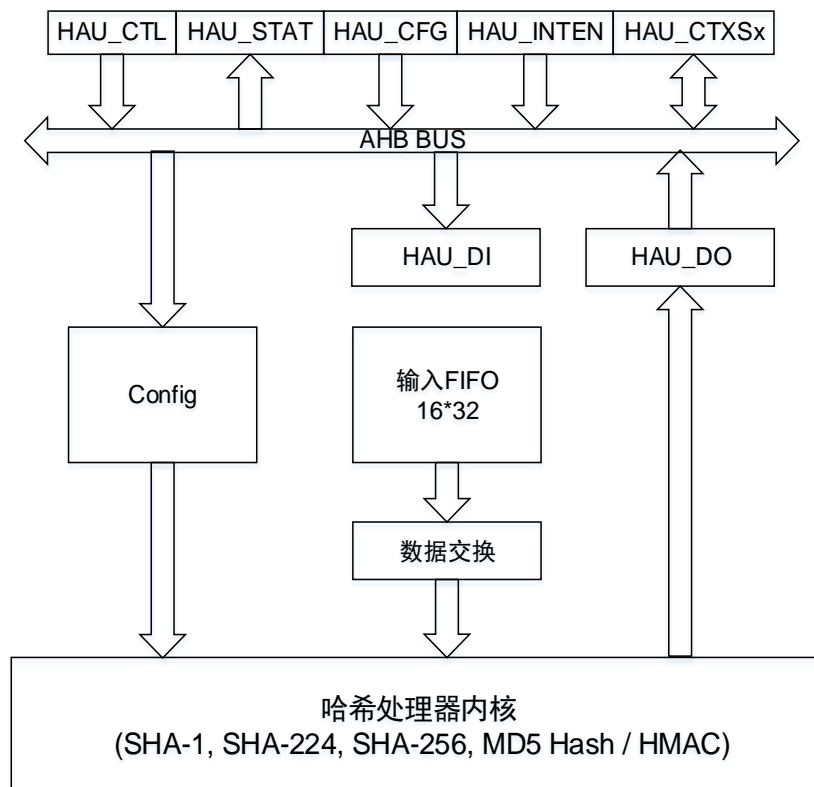 HAU_CTL HAU_STAT HAU_CFG HAU_INTEN HAU_CTXSx
AHB BUS
HAU_DI HAU_DO
Config
输入FIFO
16*32
数据交换
哈希处理器内核
(SHA-1, SHA-224, SHA-256, MD5 Hash / HMAC)